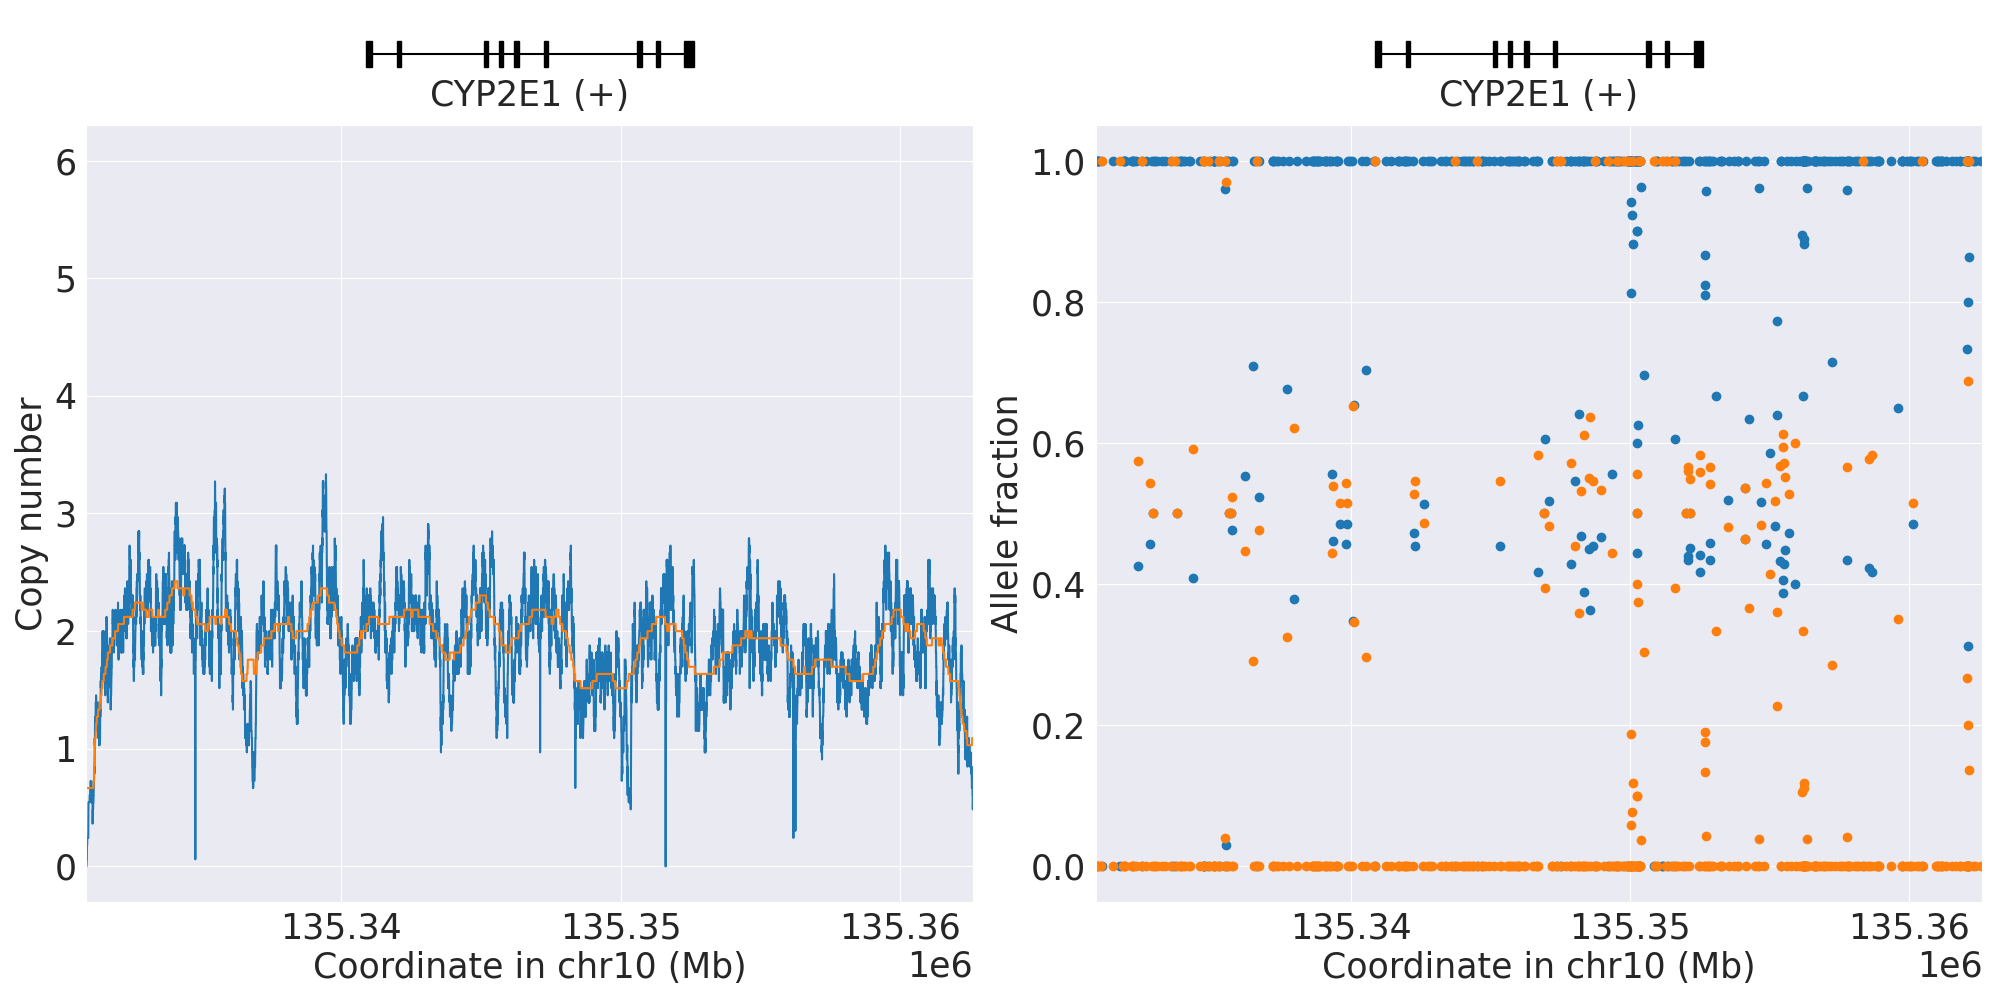 CYP2E1 (+)
6
5
4
3
2
1
0
Copy number
135.34 135.35 135.36
Coordinate in chr10 (Mb)
1e6
CYP2E1 (+)
1.0
0.8
0.6
0.4
0.2
0.0
Allele fraction
135.34 135.35 135.36
Coordinate in chr10 (Mb)
1e6